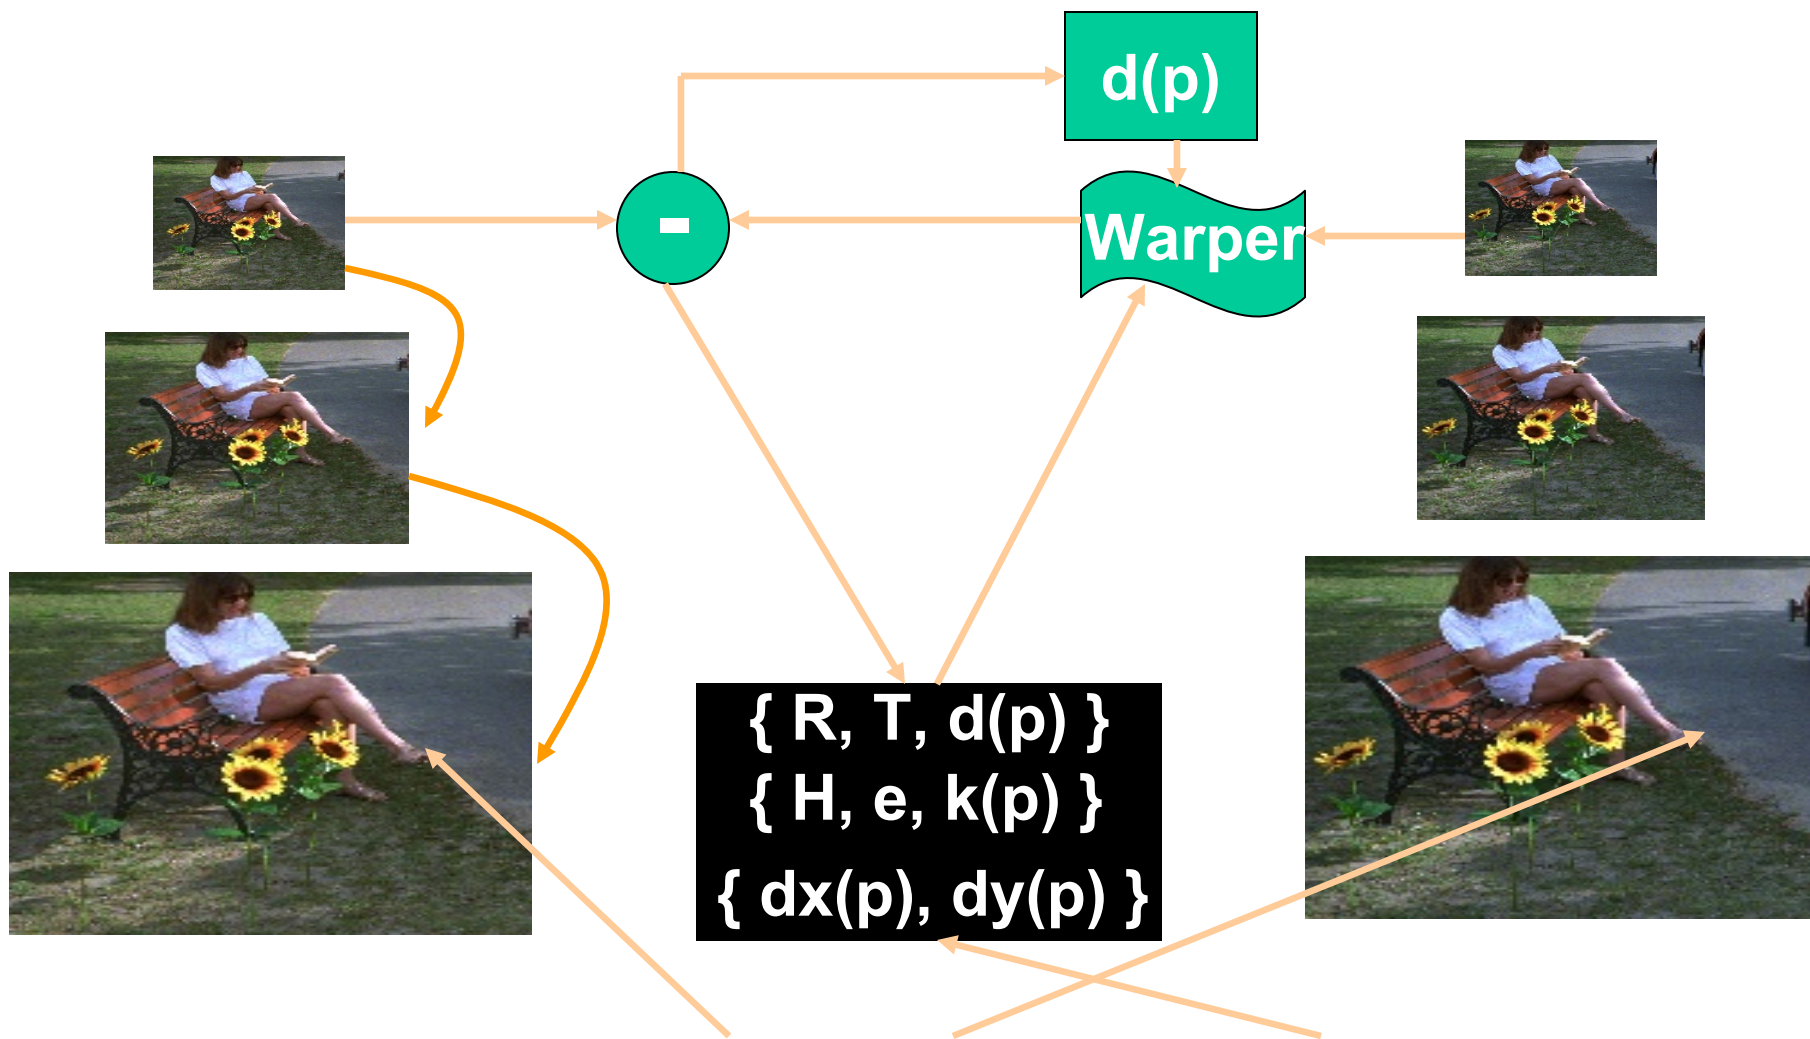 d(p)
-
Warper
{ R, T, d(p) }
{ H, e, k(p) }
{ dx(p), dy(p) }